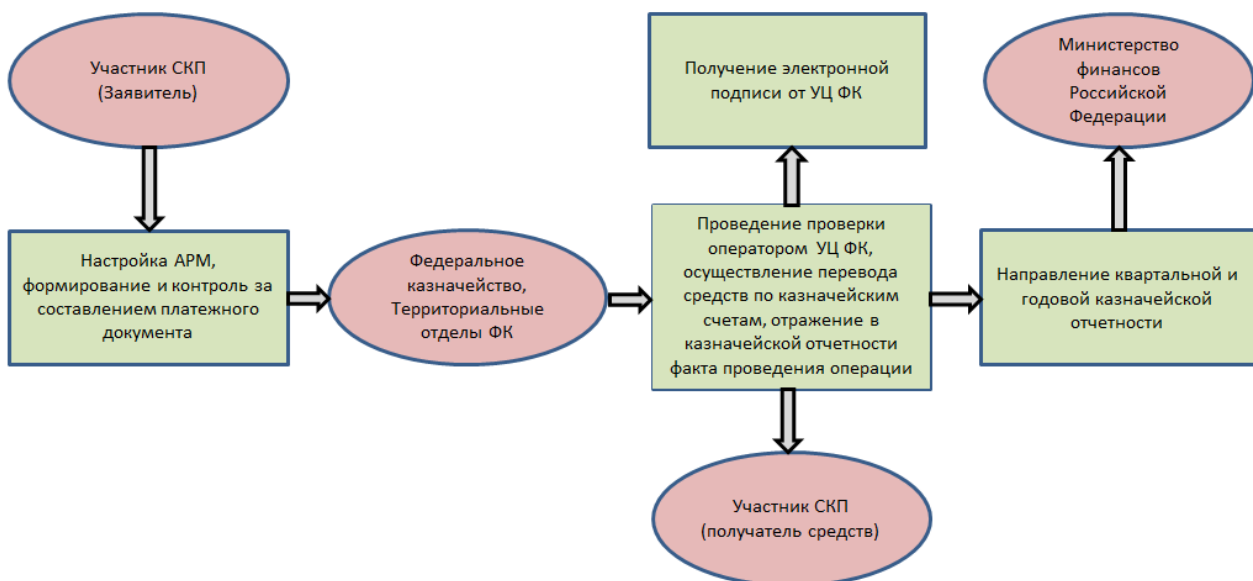 Участник СКП
(Заявитель)
Получение электронной
подписи от УЦ ФК
Министерство
финансов
Российской
Федерации
Настройка АРМ,
формирование и контроль за
составлением платежного
документа
Федеральное
казначейство,
Территориальные
отделы ФК
Проведение проверки
оператором УЦ ФК,
осуществление перевода
средств по казначейским
счетам, отражение в
казначейской отчетности
факта проведения операции
Направление квартальной и
годовой казначейской
отчетности
Участник СКП
(получатель средств)